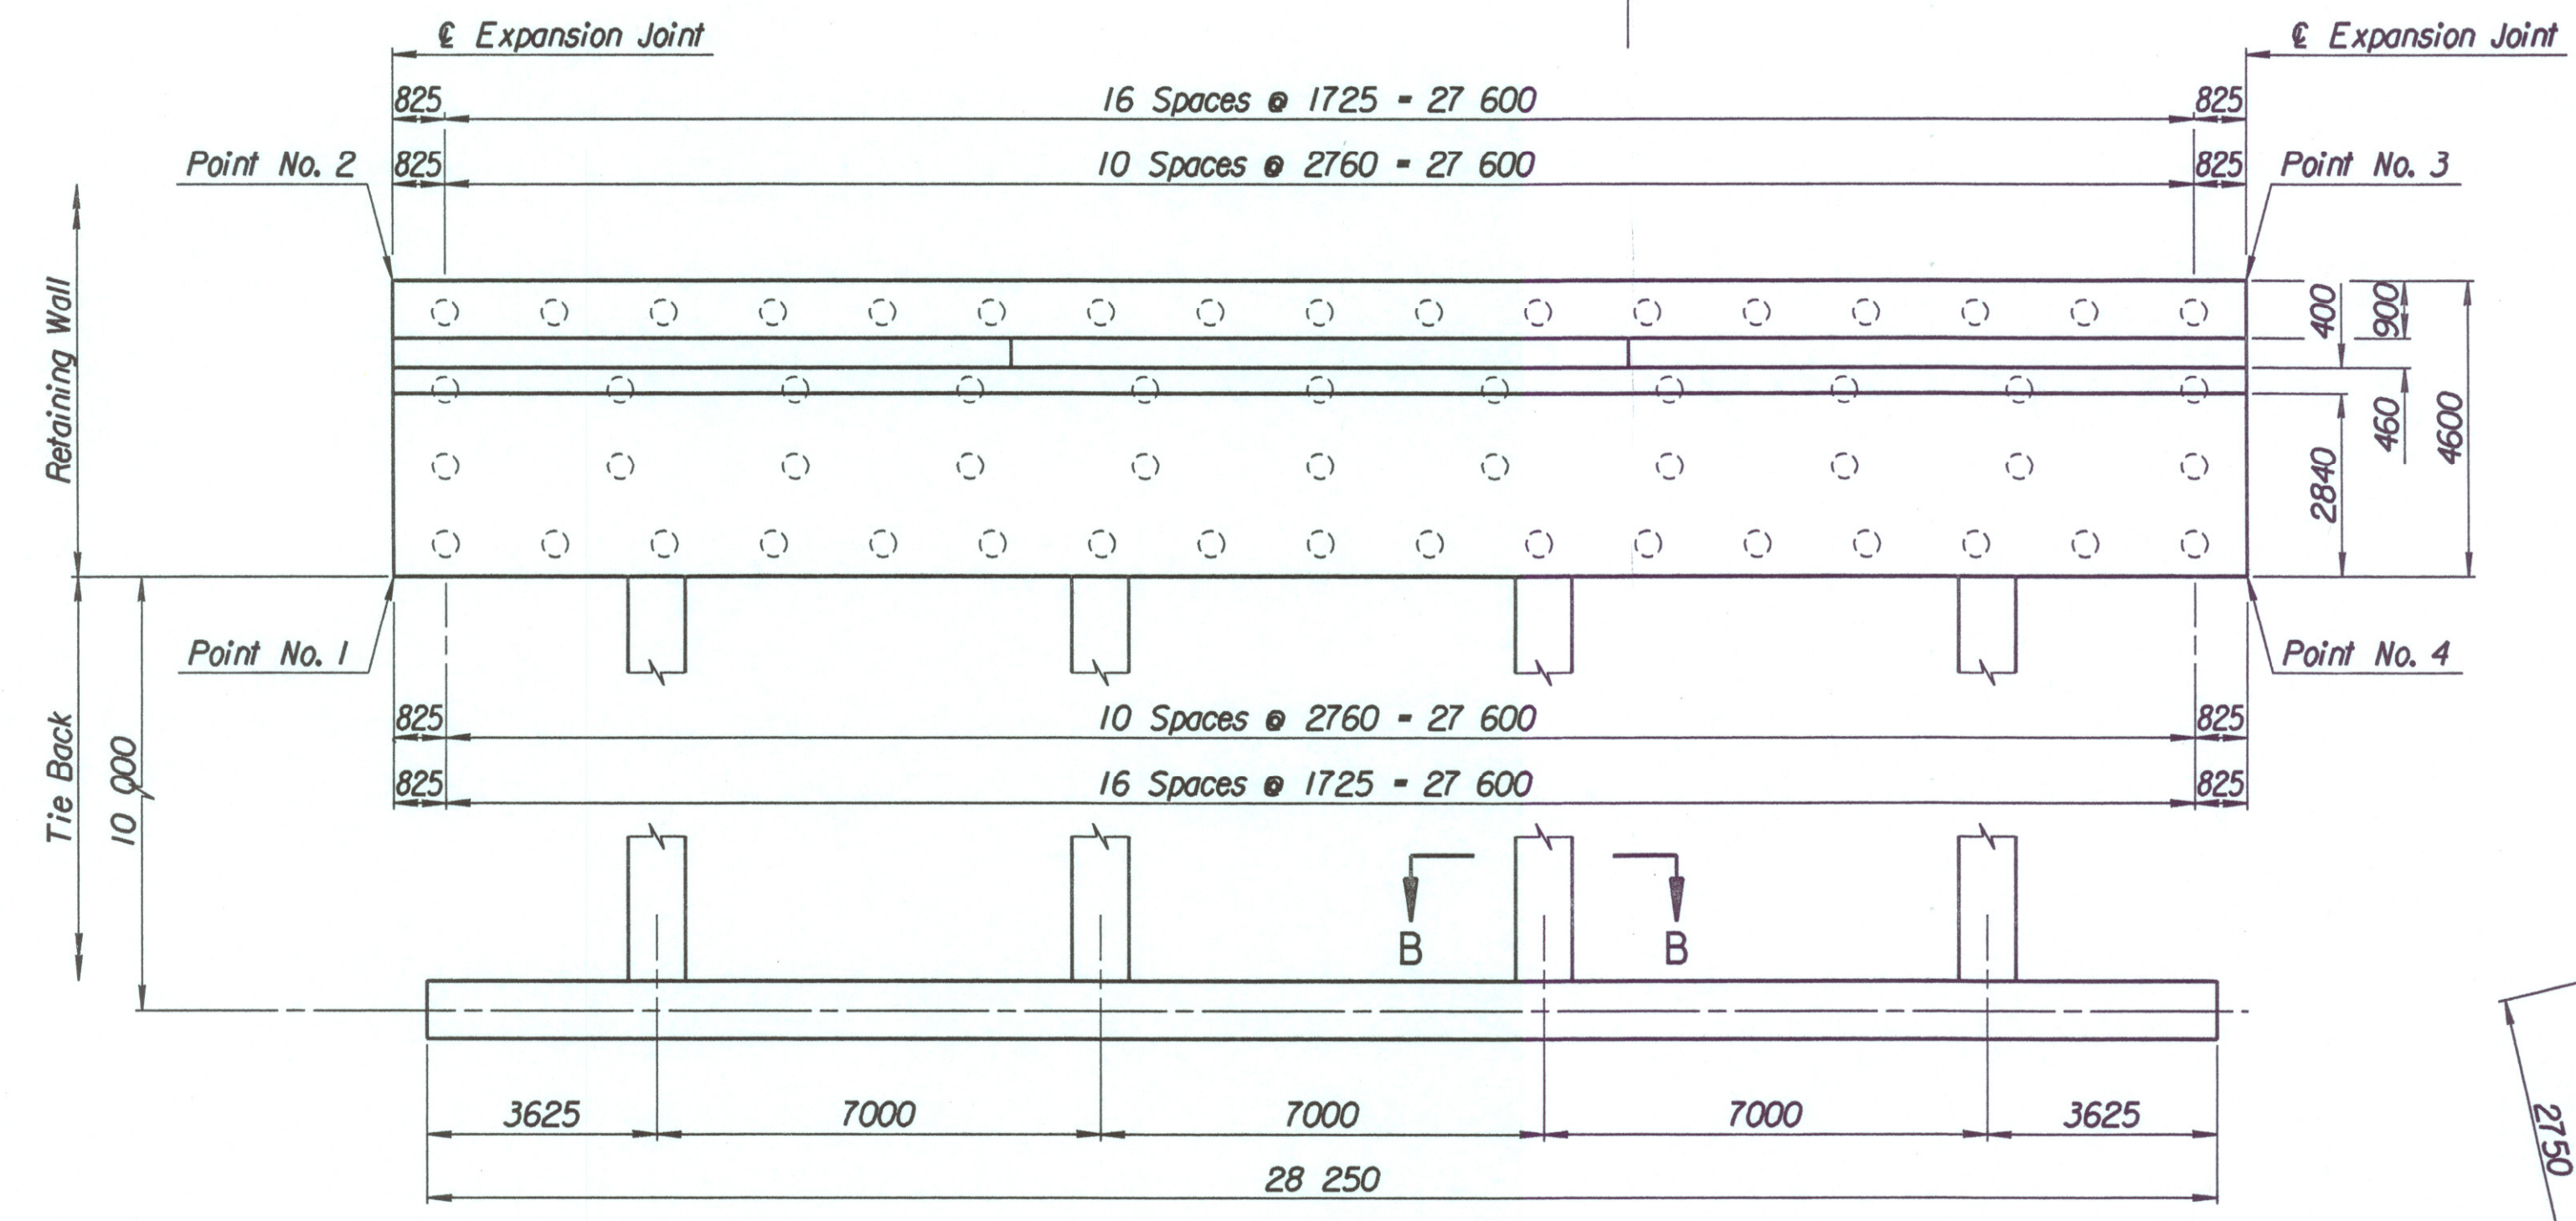 ℄ Expansion Joint
℄ Expansion Joint
825
16 Spaces @ 1725 = 27 600
825
Point No. 2
825
10 Spaces @ 2760 = 27 600
825
Point No. 3
Retaining Wall
400
900
460
4600
2840
Point No. 1
Point No. 4
825
10 Spaces @ 2760 = 27 600
825
Tie Back
10 000
825
16 Spaces @ 1725 = 27 600
825
B
B
3625
7000
7000
7000
3625
2750
28 250